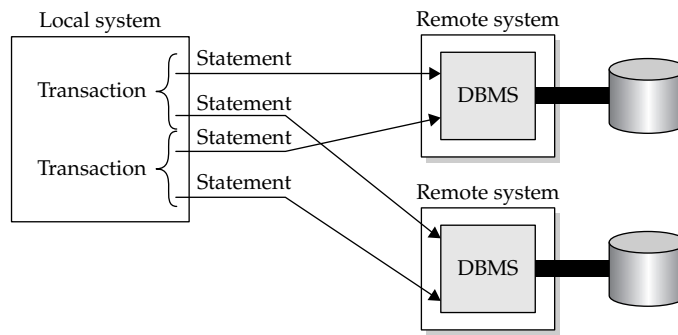 Local system
Remote system
Statement
Transaction
DBMS
Statement
Statement
Transaction
Statement
Remote system
DBMS